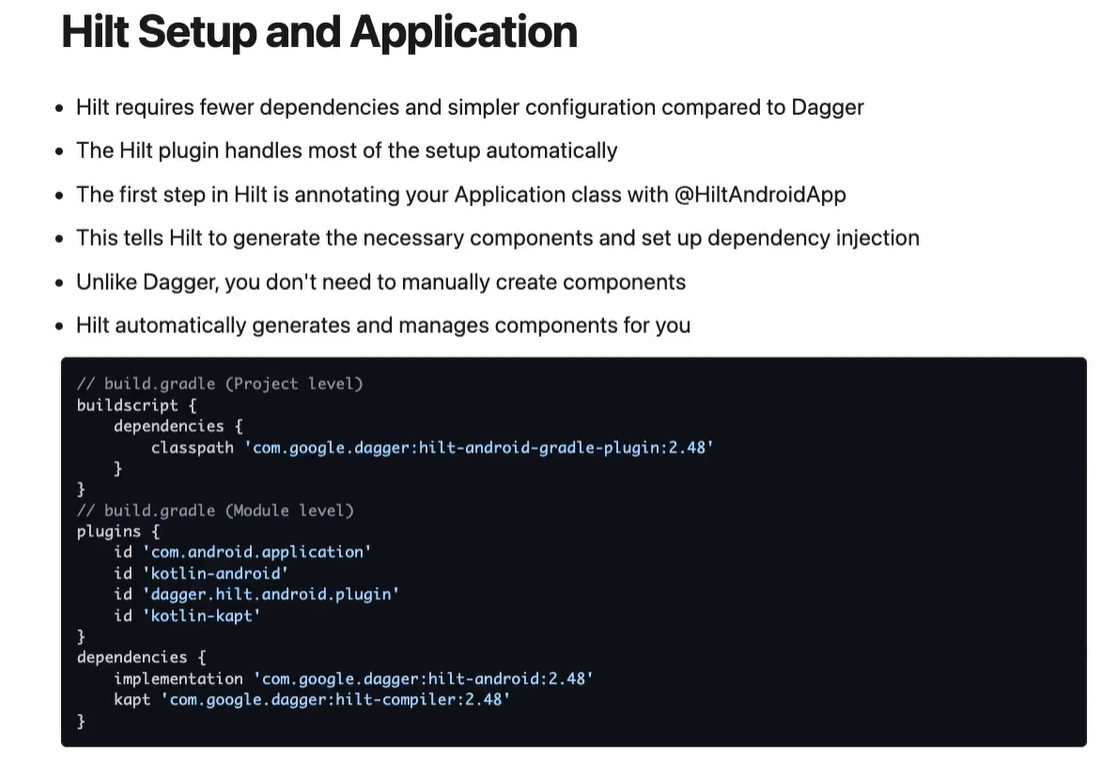 Hilt Setup and Application
• Hilt requires fewer dependencies and simpler configuration compared to Dagger
• The Hilt plugin handles most of the setup automatically
• The first step in Hilt is annotating your Application class with @HiltAndroidApp
• This tells Hilt to generate the necessary components and set up dependency injection
• Unlike Dagger, you don't need to manually create components
• Hilt automatically generates and manages components for you
// build.gradle (Project level)
buildscript {
    dependencies {
        classpath 'com.google.dagger:hilt-android-gradle-plugin:2.48'
    }
}
// build.gradle (Module level)
plugins {
    id 'com.android.application'
    id 'kotlin-android'
    id 'dagger.hilt.android.plugin'
    id 'kotlin-kapt'
}
dependencies {
    implementation 'com.google.dagger:hilt-android:2.48'
    kapt 'com.google.dagger:hilt-compiler:2.48'
}